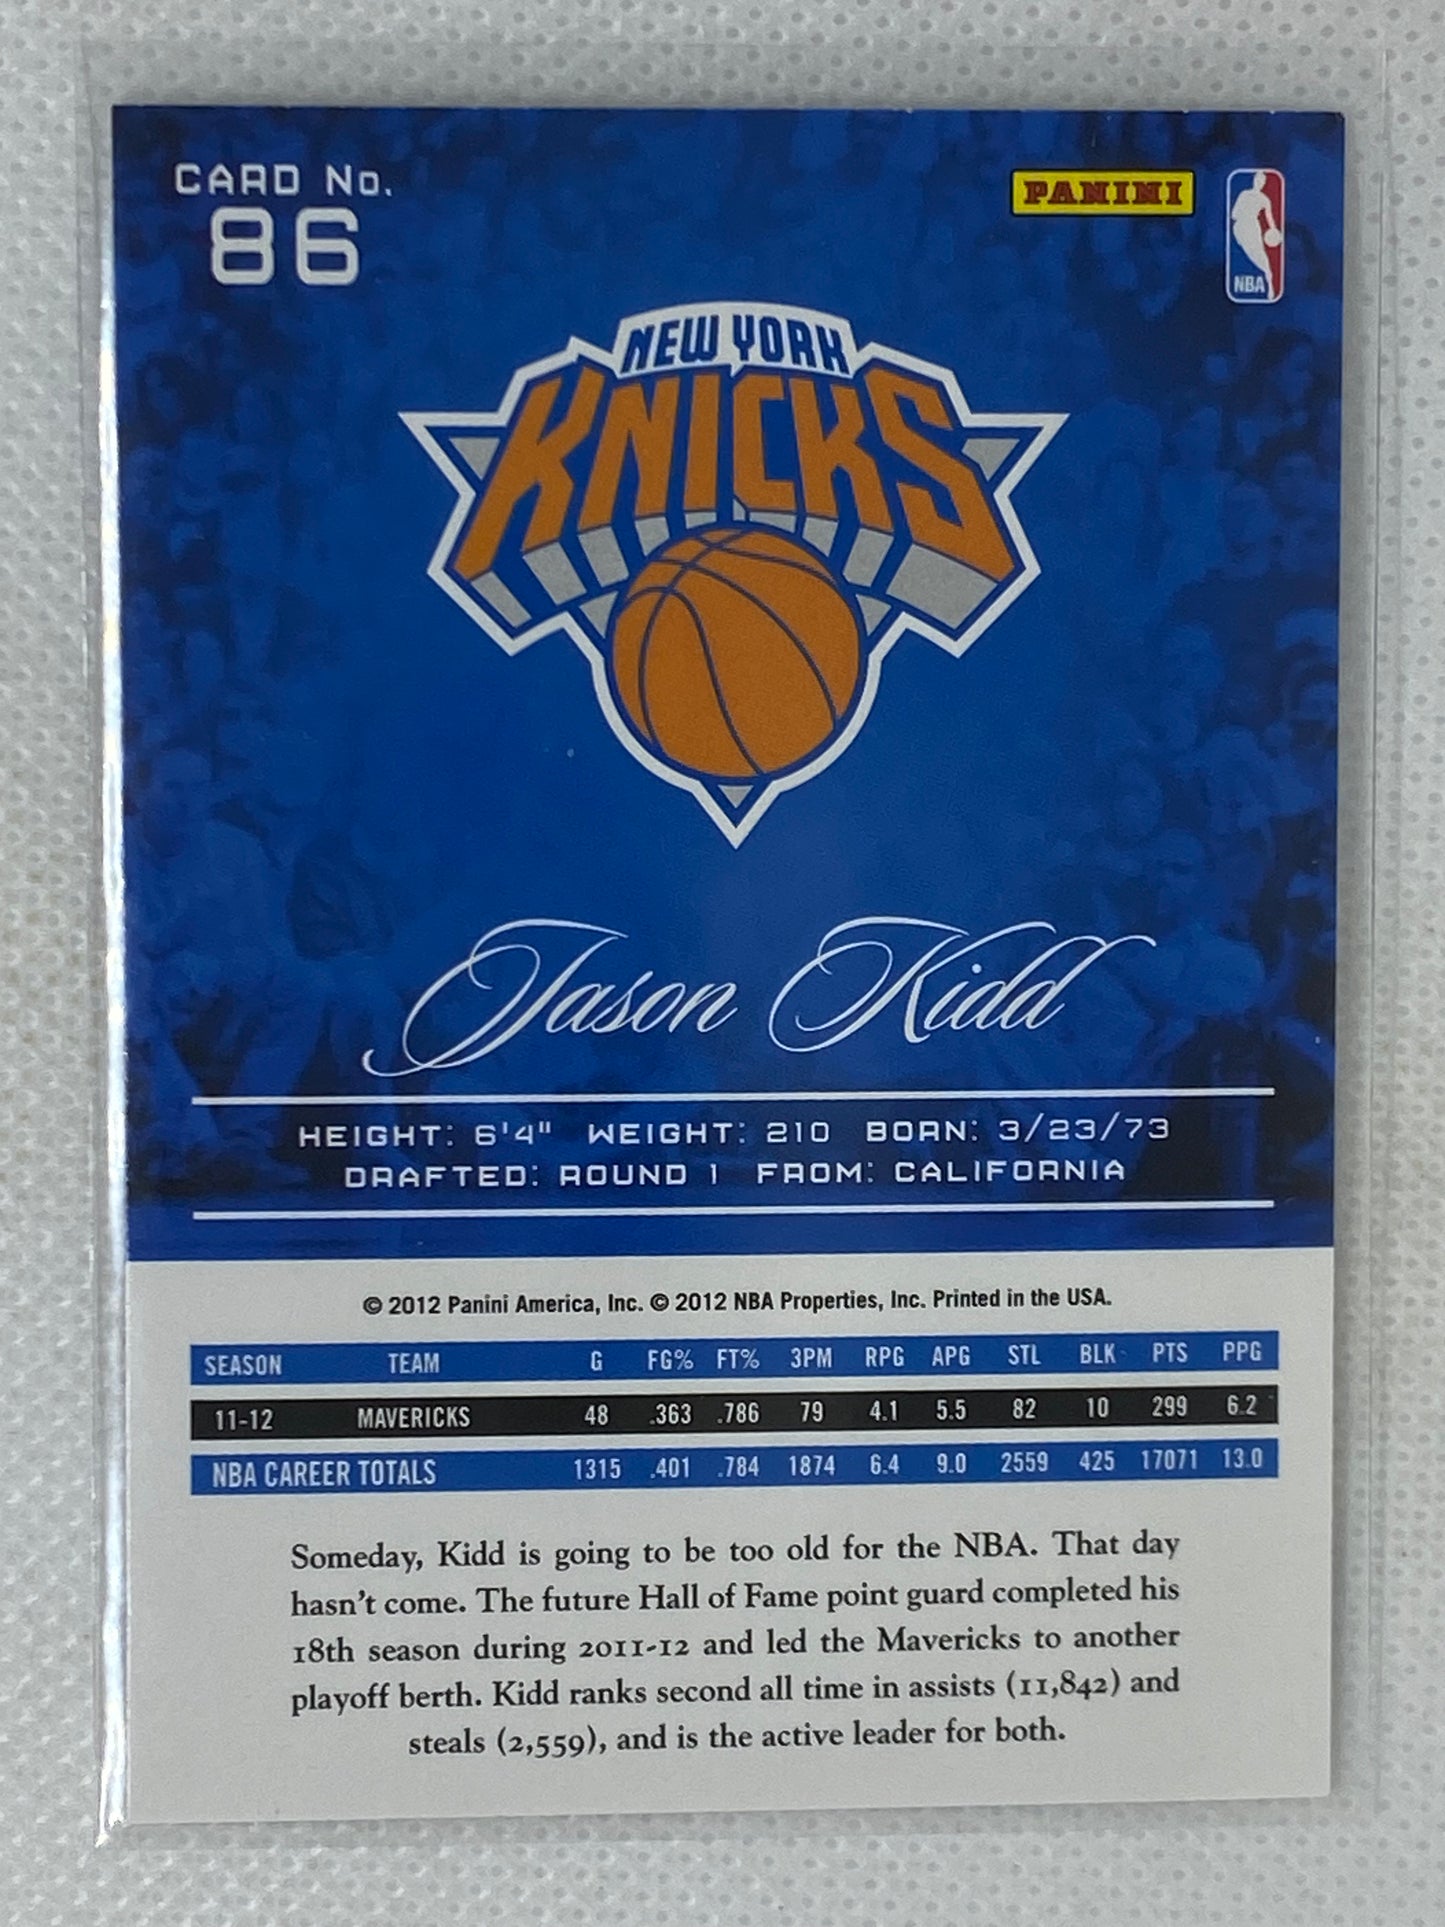 CARD No.
86
PANINI
NBA
NEW YORK
KNICKS
Jason Kidd
HEIGHT: 6'4" WEIGHT: 210 BORN: 3/23/73
DRAFTED: ROUND 1 FROM: CALIFORNIA
© 2012 Panini America, Inc. © 2012 NBA Properties, Inc. Printed in the USA.
SEASON TEAM G FG% FT% 3PM RPG APG STL BLK PTS PPG
11-12 MAVERICKS 48 .363 .786 79 4.1 5.5 82 10 299 6.2
NBA CAREER TOTALS 1315 .401 .784 1874 6.4 9.0 2559 425 17071 13.0
Someday, Kidd is going to be too old for the NBA. That day
hasn't come. The future Hall of Fame point guard completed his
18th season during 2011-12 and led the Mavericks to another
playoff berth. Kidd ranks second all time in assists (11,842) and
steals (2,559), and is the active leader for both.